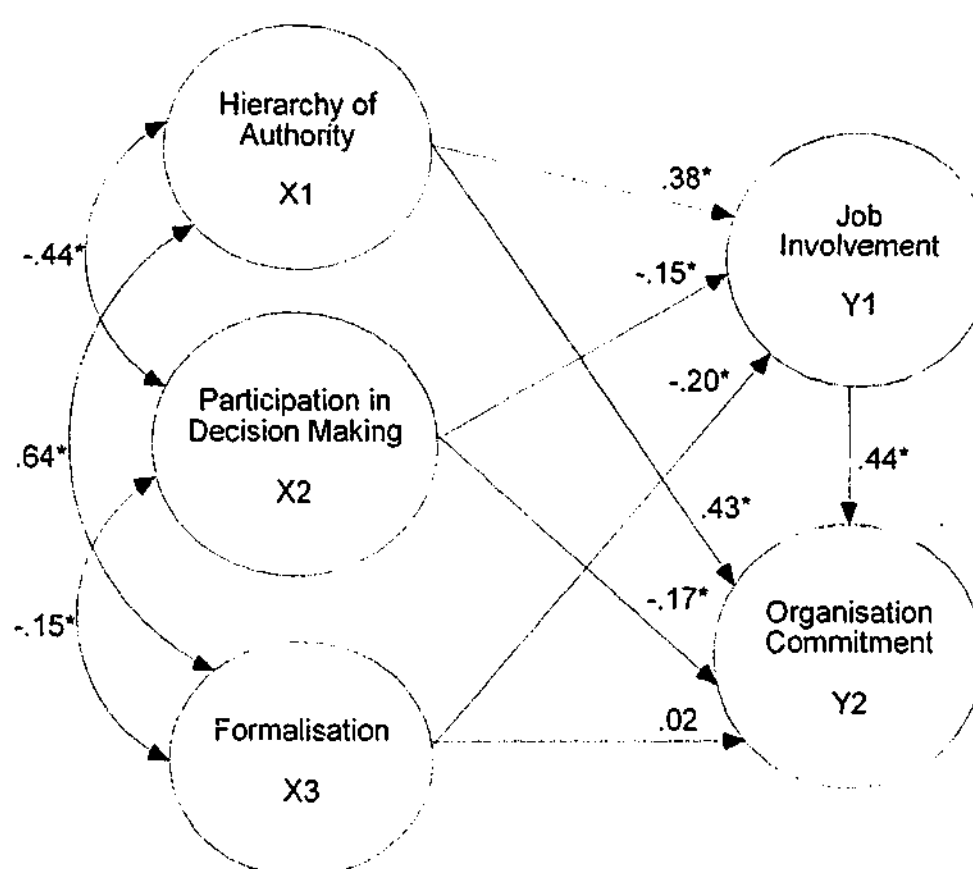 Hierarchy of
Authority
X1
.38*
Job
Involvement
Y1
-.44*
-.15*
-.20*
Participation in
Decision Making
X2
.64*
.44*
.43*
-.17*
Organisation
Commitment
Y2
-.15*
Formalisation
X3
.02